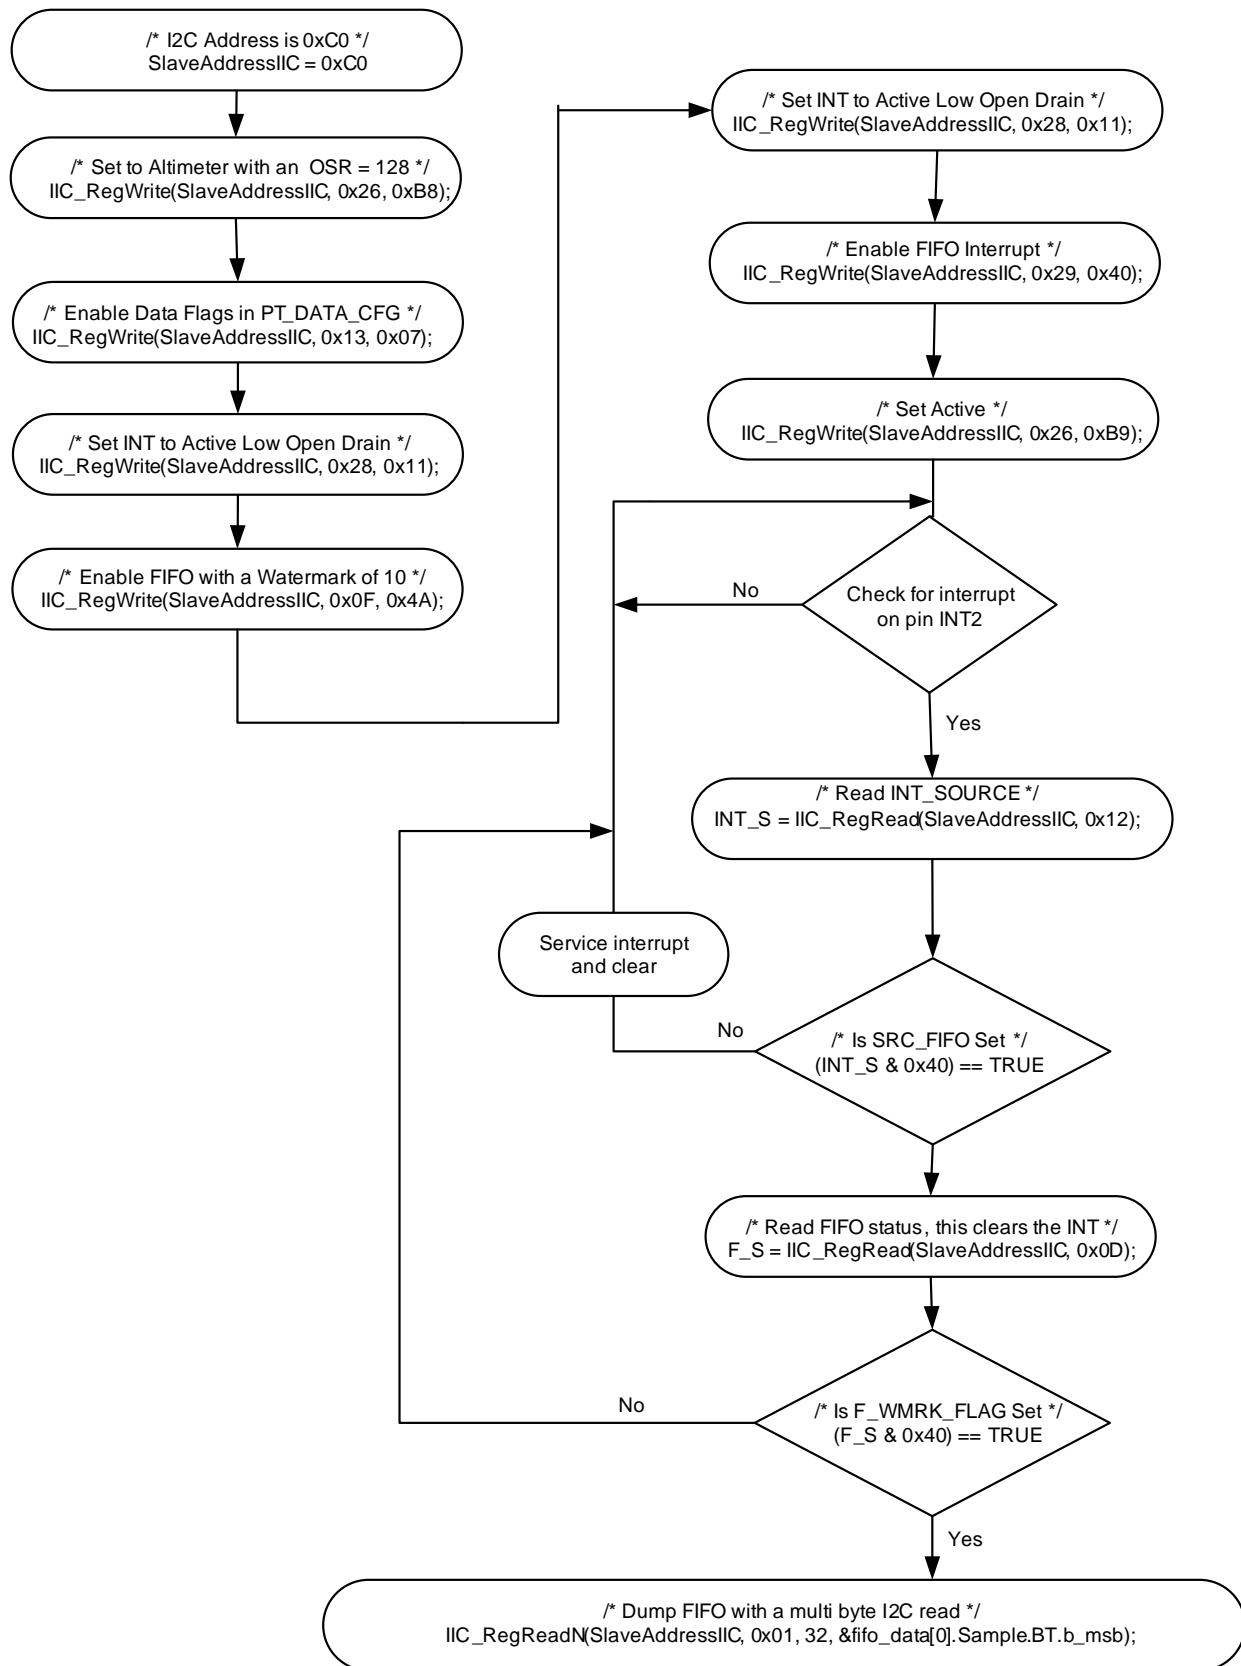 /* I2C Address is 0xC0 */
SlaveAddressIIC = 0xC0
/* Set to Altimeter with an OSR = 128 */
IIC_RegWrite(SlaveAddressIIC, 0x26, 0xB8);
/* Enable Data Flags in PT_DATA_CFG */
IIC_RegWrite(SlaveAddressIIC, 0x13, 0x07);
/* Set INT to Active Low Open Drain */
IIC_RegWrite(SlaveAddressIIC, 0x28, 0x11);
/* Enable FIFO with a Watermark of 10 */
IIC_RegWrite(SlaveAddressIIC, 0x0F, 0x4A);
/* Set INT to Active Low Open Drain */
IIC_RegWrite(SlaveAddressIIC, 0x28, 0x11);
/* Enable FIFO Interrupt */
IIC_RegWrite(SlaveAddressIIC, 0x29, 0x40);
/* Set Active */
IIC_RegWrite(SlaveAddressIIC, 0x26, 0xB9);
No
Check for interrupt
on pin INT2
Yes
/* Read INT_SOURCE */
INT_S = IIC_RegRead(SlaveAddressIIC, 0x12);
Service interrupt
and clear
No
/* Is SRC_FIFO Set */
(INT_S & 0x40) == TRUE
/* Read FIFO status, this clears the INT */
F_S = IIC_RegRead(SlaveAddressIIC, 0x0D);
No
/* Is F_WMRK_FLAG Set */
(F_S & 0x40) == TRUE
Yes
/* Dump FIFO with a multi byte I2C read */
IIC_RegReadN(SlaveAddressIIC, 0x01, 32, &fifo_data[0].Sample.BT.b_msb);